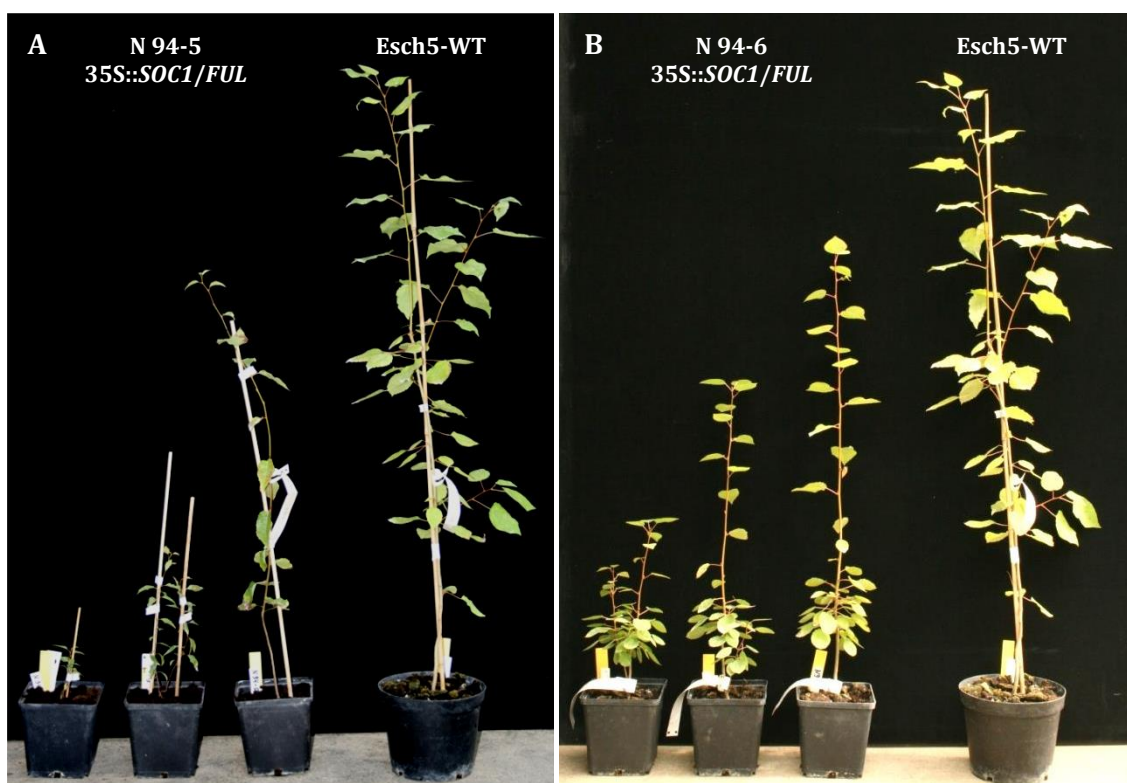 A
N 94-5
35S::SOC1/FUL
Esch5-WT
B
N 94-6
35S::SOC1/FUL
Esch5-WT